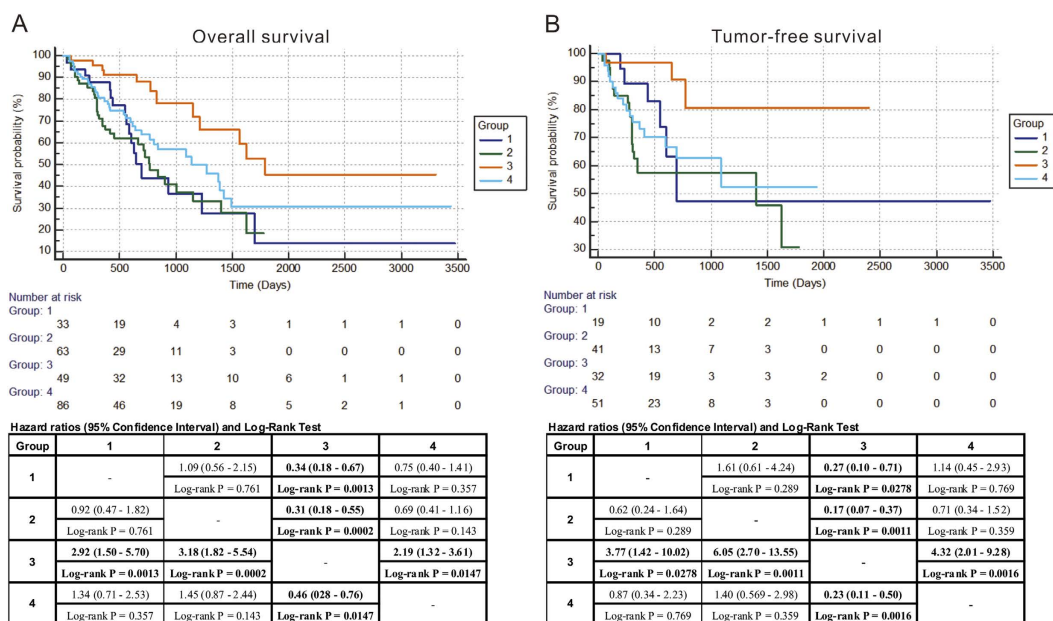 A
Overall survival
Survival probability (%)
100
90
80
70
60
50
40
30
20
10
0 500 1000 1500 2000 2500 3000 3500
Time (Days)
Group
1
2
3
4
Number at risk
Group: 1
33 19 4 3 1 1 1 0
Group: 2
63 29 11 3 0 0 0 0
Group: 3
49 32 13 10 6 1 1 0
Group: 4
86 46 19 8 5 2 1 0
Hazard ratios (95% Confidence Interval) and Log-Rank Test
Group 1 2 3 4
1 - 1.09 (0.56 - 2.15) 0.34 (0.18 - 0.67) 0.75 (0.40 - 1.41)
Log-rank P = 0.761 Log-rank P = 0.0013 Log-rank P = 0.357
2 0.92 (0.47 - 1.82) - 0.31 (0.18 - 0.55) 0.69 (0.41 - 1.16)
Log-rank P = 0.761 Log-rank P = 0.0002 Log-rank P = 0.143
3 2.92 (1.50 - 5.70) 3.18 (1.82 - 5.54) - 2.19 (1.32 - 3.61)
Log-rank P = 0.0013 Log-rank P = 0.0002 Log-rank P = 0.0147
4 1.34 (0.71 - 2.53) 1.45 (0.87 - 2.44) 0.46 (028 - 0.76) -
Log-rank P = 0.357 Log-rank P = 0.143 Log-rank P = 0.0147
B
Tumor-free survival
Survival probability (%)
100
90
80
70
60
50
40
30
0 500 1000 1500 2000 2500 3000 3500
Time (Days)
Group
1
2
3
4
Number at risk
Group: 1
19 10 2 2 1 1 1 0
Group: 2
41 13 7 3 0 0 0 0
Group: 3
32 19 3 3 2 0 0 0
Group: 4
51 23 8 3 0 0 0 0
Hazard ratios (95% Confidence Interval) and Log-Rank Test
Group 1 2 3 4
1 - 1.61 (0.61 - 4.24) 0.27 (0.10 - 0.71) 1.14 (0.45 - 2.93)
Log-rank P = 0.289 Log-rank P = 0.0278 Log-rank P = 0.769
2 0.62 (0.24 - 1.64) - 0.17 (0.07 - 0.37) 0.71 (0.34 - 1.52)
Log-rank P = 0.289 Log-rank P = 0.0011 Log-rank P = 0.359
3 3.77 (1.42 - 10.02) 6.05 (2.70 - 13.55) - 4.32 (2.01 - 9.28)
Log-rank P = 0.0278 Log-rank P = 0.0011 Log-rank P = 0.0016
4 0.87 (0.34 - 2.23) 1.40 (0.569 - 2.98) 0.23 (0.11 - 0.50) -
Log-rank P = 0.769 Log-rank P = 0.359 Log-rank P = 0.0016